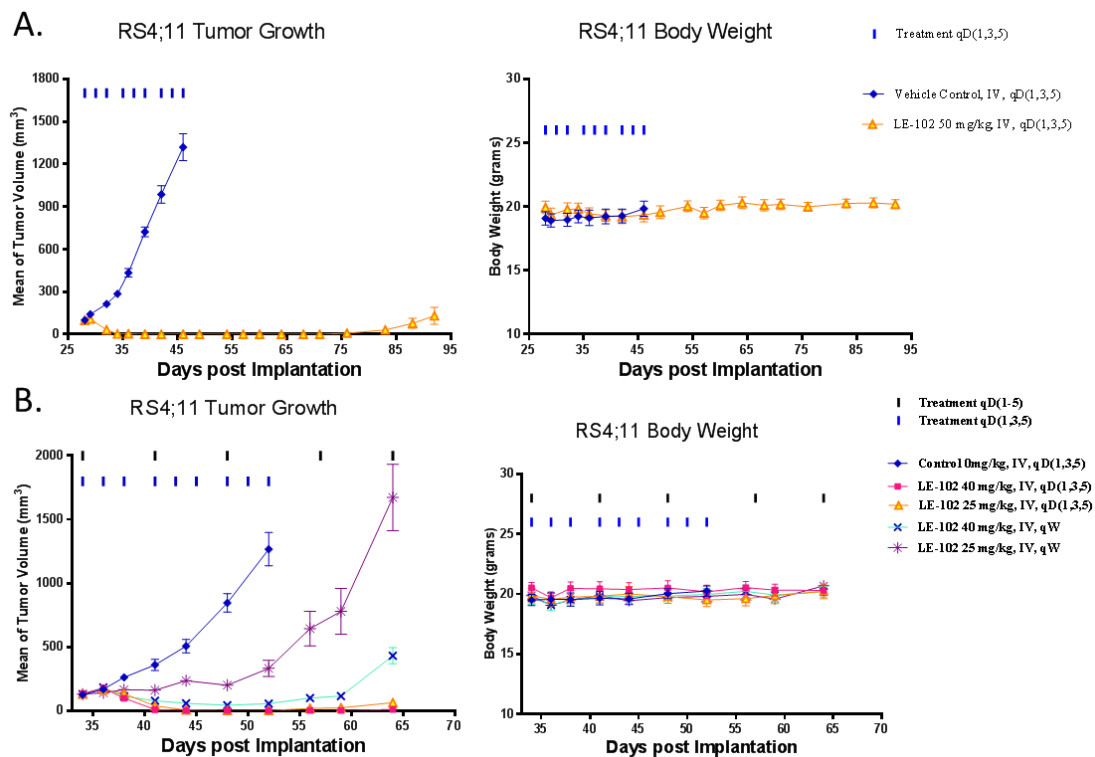 A.
RS4;11 Tumor Growth
RS4;11 Body Weight
Treatment qD(1,3,5)
Vehicle Control, IV, qD(1,3,5)
LE-102 50 mg/kg, IV, qD(1,3,5)
Mean of Tumor Volume (mm³)
1800
1500
1200
900
600
300
0
25 35 45 55 65 75 85 95
Days post Implantation
Body Weight (grams)
30
25
20
15
10
25 35 45 55 65 75 85 95
Days post Implantation
B.
RS4;11 Tumor Growth
RS4;11 Body Weight
Treatment qD(1-5)
Treatment qD(1,3,5)
Control 0mg/kg, IV, qD(1,3,5)
LE-102 40 mg/kg, IV, qD(1,3,5)
LE-102 25 mg/kg, IV, qD(1,3,5)
LE-102 40 mg/kg, IV, qW
LE-102 25 mg/kg, IV, qW
Mean of Tumor Volume (mm³)
2000
1500
1000
500
0
35 40 45 50 55 60 65 70
Days post Implantation
Body Weight (grams)
30
25
20
15
10
35 40 45 50 55 60 65 70
Days post Implantation